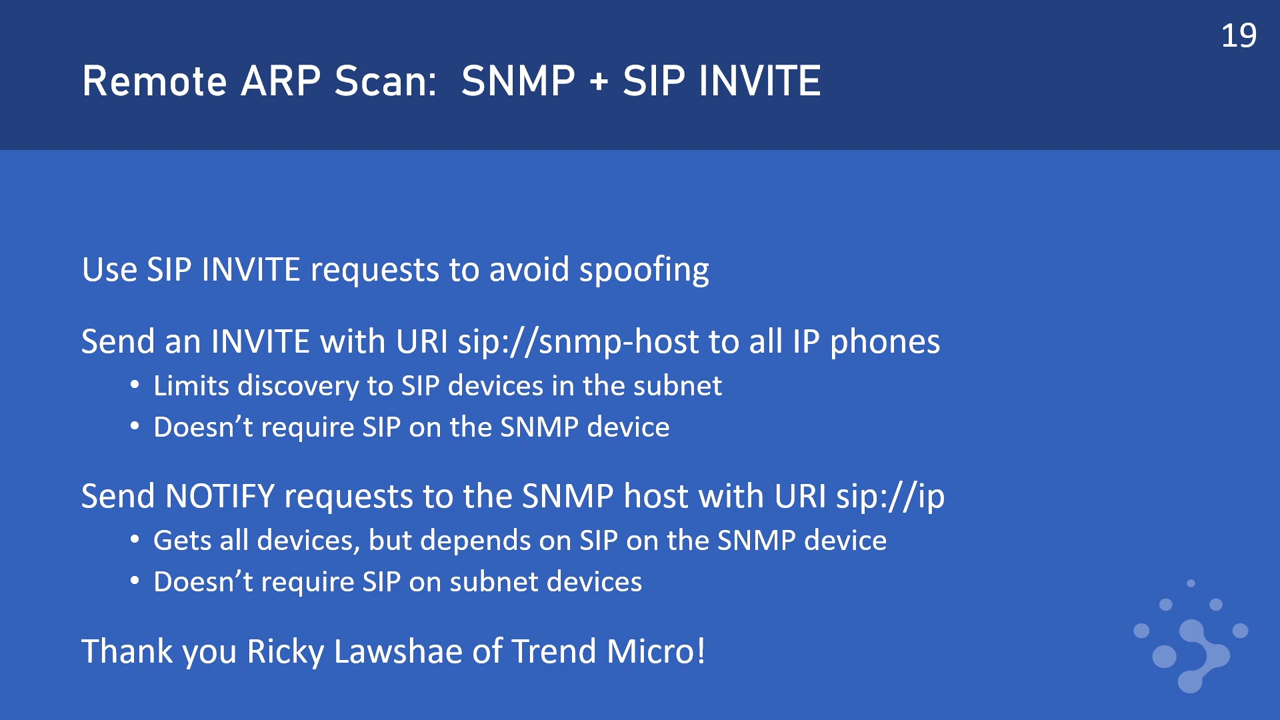 19
Remote ARP Scan:  SNMP + SIP INVITE
Use SIP INVITE requests to avoid spoofing
Send an INVITE with URI sip://snmp-host to all IP phones
• Limits discovery to SIP devices in the subnet
• Doesn’t require SIP on the SNMP device
Send NOTIFY requests to the SNMP host with URI sip://ip
• Gets all devices, but depends on SIP on the SNMP device
• Doesn’t require SIP on subnet devices
Thank you Ricky Lawshae of Trend Micro!